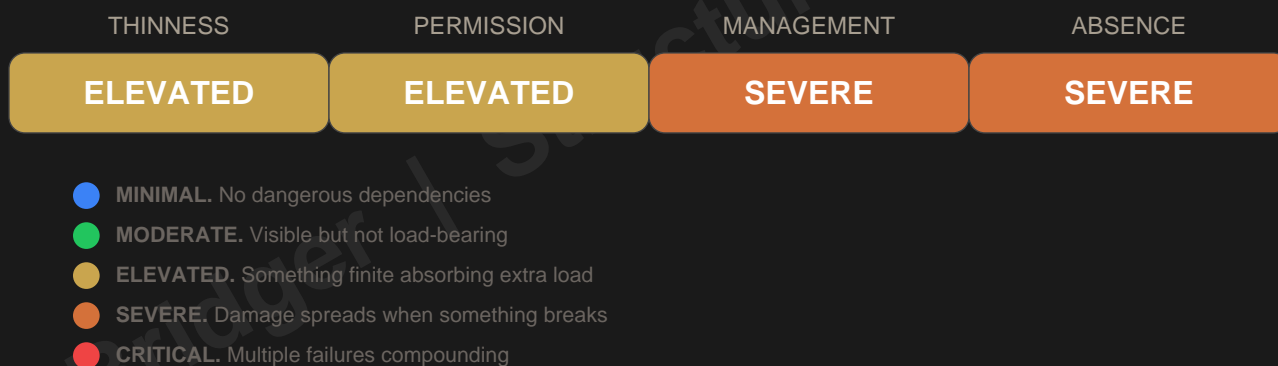 THINNESS PERMISSION MANAGEMENT ABSENCE
ELEVATED ELEVATED SEVERE SEVERE
MINIMAL. No dangerous dependencies
MODERATE. Visible but not load-bearing
ELEVATED. Something finite absorbing extra load
SEVERE. Damage spreads when something breaks
CRITICAL. Multiple failures compounding